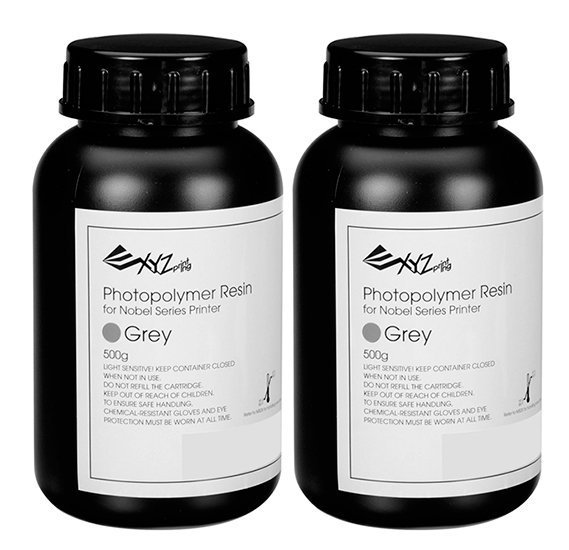 XYZprinting
Photopolymer Resin
for Nobel Series Printer
Grey
500g
LIGHT SENSITIVE! KEEP CONTAINER CLOSED
WHEN NOT IN USE.
DO NOT REFILL THE CARTRIDGE.
KEEP OUT OF REACH OF CHILDREN.
TO ENSURE SAFE HANDLING,
CHEMICAL-RESISTANT GLOVES AND EYE
PROTECTION MUST BE WORN AT ALL TIME.
XYZprinting
Photopolymer Resin
for Nobel Series Printer
Grey
500g
LIGHT SENSITIVE! KEEP CONTAINER CLOSED
WHEN NOT IN USE.
DO NOT REFILL THE CARTRIDGE.
KEEP OUT OF REACH OF CHILDREN.
TO ENSURE SAFE HANDLING,
CHEMICAL-RESISTANT GLOVES AND EYE
PROTECTION MUST BE WORN AT ALL TIME.